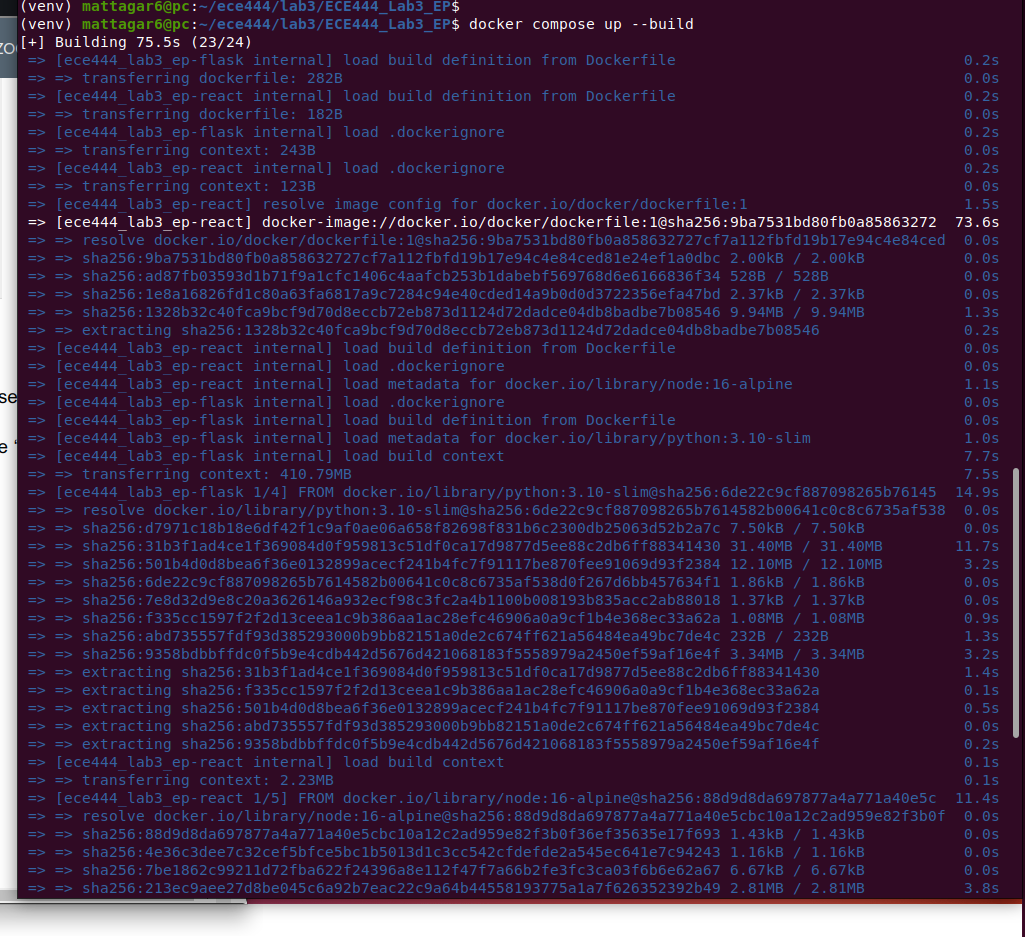 (venv) mattagar6@pc:~/ece444/lab3/ECE444_Lab3_EP$
(venv) mattagar6@pc:~/ece444/lab3/ECE444_Lab3_EP$ docker compose up --build
[+] Building 75.5s (23/24)
=> [ece444_lab3_ep-flask internal] load build definition from Dockerfile 0.2s
=> => transferring dockerfile: 282B 0.0s
=> [ece444_lab3_ep-react internal] load build definition from Dockerfile 0.2s
=> => transferring dockerfile: 182B 0.0s
=> [ece444_lab3_ep-flask internal] load .dockerignore 0.2s
=> => transferring context: 243B 0.0s
=> [ece444_lab3_ep-react internal] load .dockerignore 0.2s
=> => transferring context: 123B 0.0s
=> [ece444_lab3_ep-react] resolve image config for docker.io/docker/dockerfile:1 1.5s
=> [ece444_lab3_ep-react] docker-image://docker.io/docker/dockerfile:1@sha256:9ba7531bd80fb0a85863272 73.6s
=> => resolve docker.io/docker/dockerfile:1@sha256:9ba7531bd80fb0a858632727cf7a112fbfd19b17e94c4e84ced 0.0s
=> => sha256:9ba7531bd80fb0a858632727cf7a112fbfd19b17e94c4e84ced81e24ef1a0dbc 2.00kB / 2.00kB 0.0s
=> => sha256:ad87fb03593d1b71f9a1cfc1406c4aafcb253b1dabebf569768d6e6166836f34 528B / 528B 0.0s
=> => sha256:1e8a16826fd1c80a63fa6817a9c7284c94e40cded14a9b0d0d3722356efa47bd 2.37kB / 2.37kB 0.0s
=> => sha256:1328b32c40fca9bcf9d70d8eccb72eb873d1124d72dadce04db8badbe7b08546 9.94MB / 9.94MB 1.3s
=> => extracting sha256:1328b32c40fca9bcf9d70d8eccb72eb873d1124d72dadce04db8badbe7b08546 0.2s
=> [ece444_lab3_ep-react internal] load build definition from Dockerfile 0.0s
=> [ece444_lab3_ep-react internal] load .dockerignore 0.0s
=> [ece444_lab3_ep-react internal] load metadata for docker.io/library/node:16-alpine 1.1s
=> [ece444_lab3_ep-flask internal] load .dockerignore 0.0s
=> [ece444_lab3_ep-flask internal] load build definition from Dockerfile 0.0s
=> [ece444_lab3_ep-flask internal] load metadata for docker.io/library/python:3.10-slim 1.0s
=> [ece444_lab3_ep-flask internal] load build context 7.7s
=> => transferring context: 410.79MB 7.5s
=> [ece444_lab3_ep-flask 1/4] FROM docker.io/library/python:3.10-slim@sha256:6de22c9cf887098265b76145 14.9s
=> => resolve docker.io/library/python:3.10-slim@sha256:6de22c9cf887098265b7614582b00641c0c8c6735af538 0.0s
=> => sha256:d7971c18b18e6df42f1c9af0ae06a658f82698f831b6c2300db25063d52b2a7c 7.50kB / 7.50kB 0.0s
=> => sha256:31b3f1ad4ce1f369084d0f959813c51df0ca17d9877d5ee88c2db6ff88341430 31.40MB / 31.40MB 11.7s
=> => sha256:501b4d0d8bea6f36e0132899acecf241b4fc7f91117be870fee91069d93f2384 12.10MB / 12.10MB 3.2s
=> => sha256:6de22c9cf887098265b7614582b00641c0c8c6735af538d0f267d6bb457634f1 1.86kB / 1.86kB 0.0s
=> => sha256:7e8d32d9e8c20a3626146a932ecf98c3fc2a4b1100b008193b835acc2ab88018 1.37kB / 1.37kB 0.0s
=> => sha256:f335cc1597f2f2d13ceea1c9b386aa1ac28efc46906a0a9cf1b4e368ec33a62a 1.08MB / 1.08MB 0.9s
=> => sha256:abd735557fdf93d385293000b9bb82151a0de2c674ff621a56484ea49bc7de4c 232B / 232B 1.3s
=> => sha256:9358bdbbffdc0f5b9e4cdb442d5676d421068183f5558979a2450ef59af16e4f 3.34MB / 3.34MB 3.2s
=> => extracting sha256:31b3f1ad4ce1f369084d0f959813c51df0ca17d9877d5ee88c2db6ff88341430 1.4s
=> => extracting sha256:f335cc1597f2f2d13ceea1c9b386aa1ac28efc46906a0a9cf1b4e368ec33a62a 0.1s
=> => extracting sha256:501b4d0d8bea6f36e0132899acecf241b4fc7f91117be870fee91069d93f2384 0.5s
=> => extracting sha256:abd735557fdf93d385293000b9bb82151a0de2c674ff621a56484ea49bc7de4c 0.0s
=> => extracting sha256:9358bdbbffdc0f5b9e4cdb442d5676d421068183f5558979a2450ef59af16e4f 0.2s
=> [ece444_lab3_ep-react internal] load build context 0.1s
=> => transferring context: 2.23MB 0.1s
=> [ece444_lab3_ep-react 1/5] FROM docker.io/library/node:16-alpine@sha256:88d9d8da697877a4a771a40e5c 11.4s
=> => resolve docker.io/library/node:16-alpine@sha256:88d9d8da697877a4a771a40e5cbc10a12c2ad959e82f3b0f 0.0s
=> => sha256:88d9d8da697877a4a771a40e5cbc10a12c2ad959e82f3b0f36ef35635e17f693 1.43kB / 1.43kB 0.0s
=> => sha256:4e36c3dee7c32cef5bfce5bc1b5013d1c3cc542cfdefde2a545ec641e7c94243 1.16kB / 1.16kB 0.0s
=> => sha256:7be1862c99211d72fba622f24396a8e112f47f7a66b2fe3fc3ca03f6b6e62a67 6.67kB / 6.67kB 0.0s
=> => sha256:213ec9aee27d8be045c6a92b7eac22c9a64b44558193775a1a7f626352392b49 2.81MB / 2.81MB 3.8s